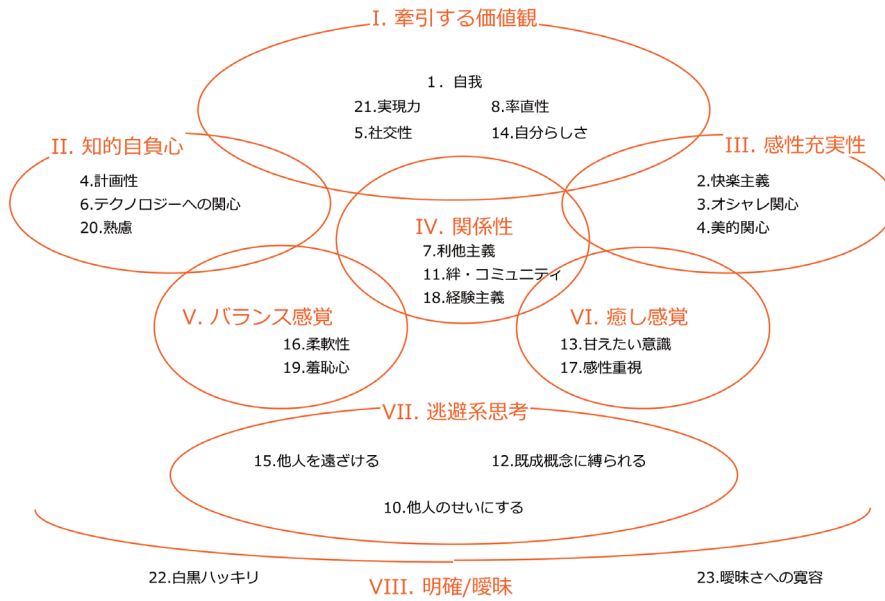 I. 牽引する価値観
1．自我
21.実現力
8.率直性
5.社交性
14.自分らしさ
II. 知的自負心
4.計画性
6.テクノロジーへの関心
20.熟慮
III. 感性充実性
2.快楽主義
3.オシャレ関心
4.美的関心
IV. 関係性
7.利他主義
11.絆・コミュニティ
18.経験主義
V. バランス感覚
16.柔軟性
19.羞恥心
VI. 癒し感覚
13.甘えたい意識
17.感性重視
VII. 逃避系思考
15.他人を遠ざける
12.既成概念に縛られる
10.他人のせいにする
22.白黒ハッキリ
VIII. 明確/曖昧
23.曖昧さへの寛容